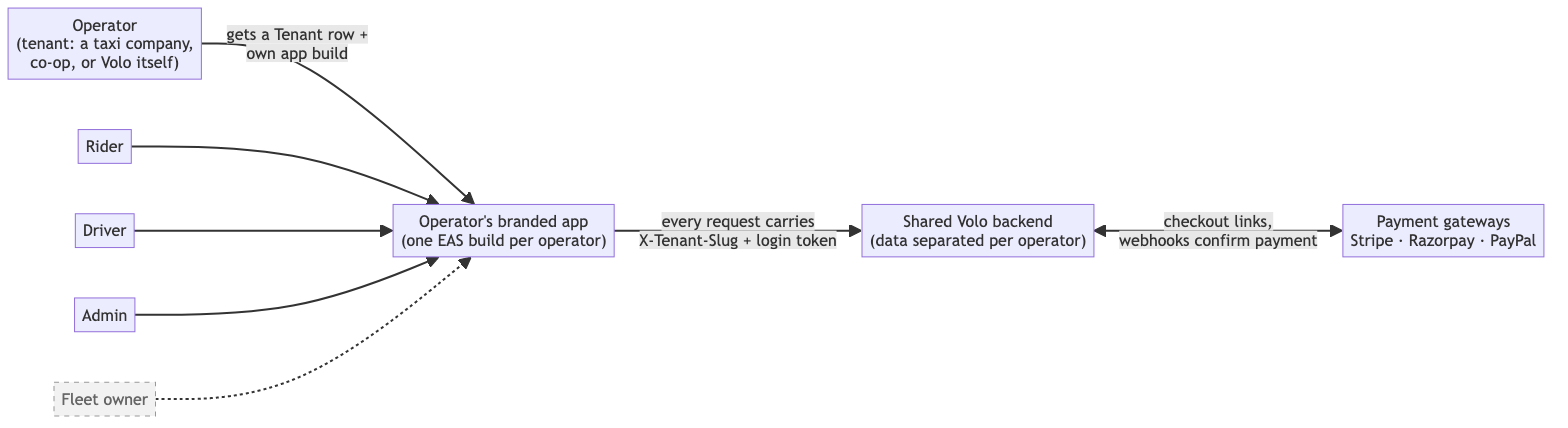 Operator
(tenant: a taxi company,
co-op, or Volo itself)
gets a Tenant row +
own app build
Rider
Driver
Admin
Fleet owner
Operator's branded app
(one EAS build per operator)
every request carries
X-Tenant-Slug + login token
Shared Volo backend
(data separated per operator)
checkout links,
webhooks confirm payment
Payment gateways
Stripe · Razorpay · PayPal